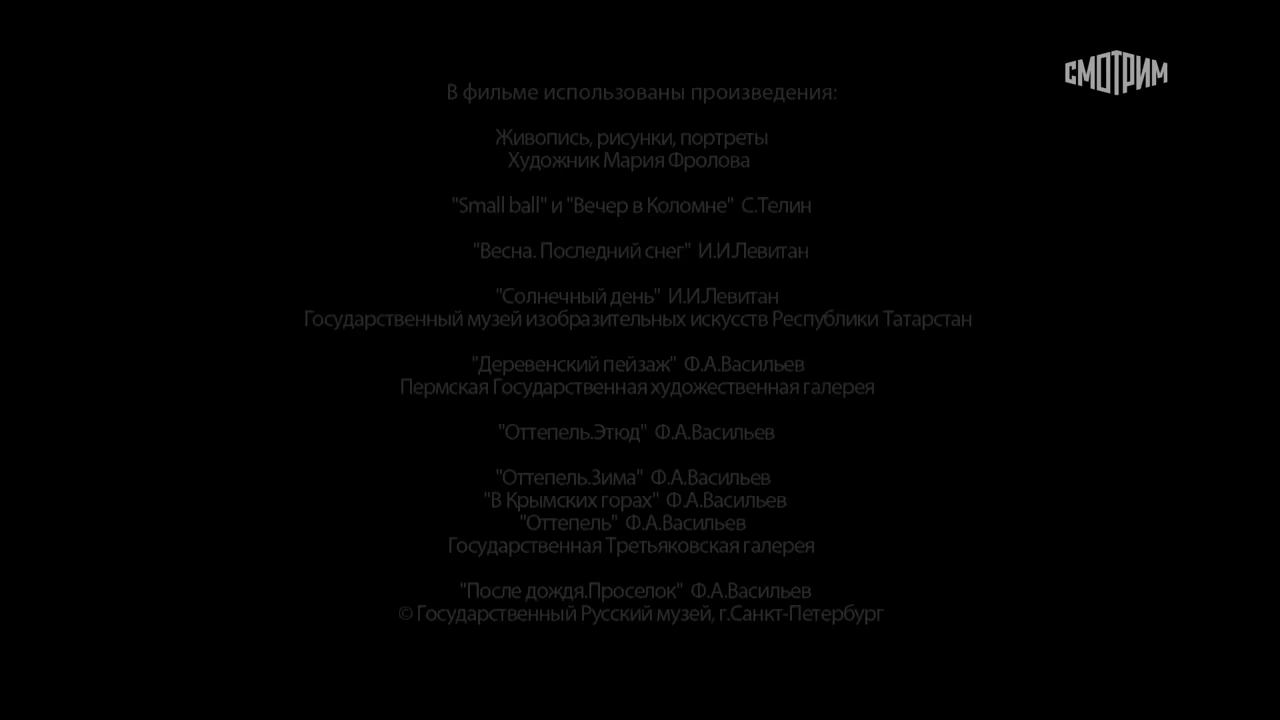 СМОТРИМ
В фильме использованы произведения:
Живопись, рисунки, портреты
Художник Мария Фролова
"Small ball" и "Вечер в Коломне" С.Телин
"Весна. Последний снег" И.И.Левитан
"Солнечный день" И.И.Левитан
Государственный музей изобразительных искусств Республики Татарстан
"Деревенский пейзаж" Ф.А.Васильев
Пермская Государственная художественная галерея
"Оттепель.Этюд" Ф.А.Васильев
"Оттепель.Зима" Ф.А.Васильев
"В Крымских горах" Ф.А.Васильев
"Оттепель" Ф.А.Васильев
Государственная Третьяковская галерея
"После дождя.Проселок" Ф.А.Васильев
© Государственный Русский музей, г.Санкт-Петербург